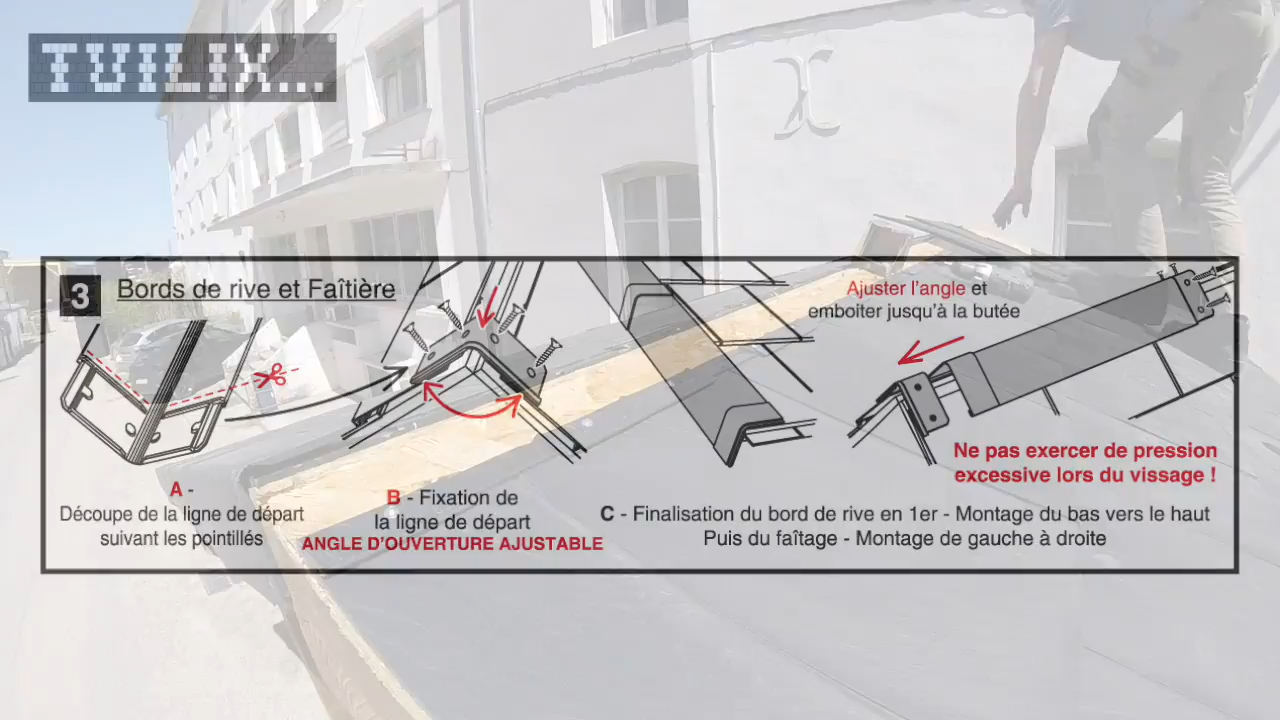 TUILIX...®
3 Bords de rive et Faîtière
Ajuster l'angle et
emboiter jusqu'à la butée
Ne pas exercer de pression
excessive lors du vissage !
A -
Découpe de la ligne de départ
suivant les pointillés
B - Fixation de
la ligne de départ
ANGLE D'OUVERTURE AJUSTABLE
C - Finalisation du bord de rive en 1er - Montage du bas vers le haut
Puis du faîtage - Montage de gauche à droite